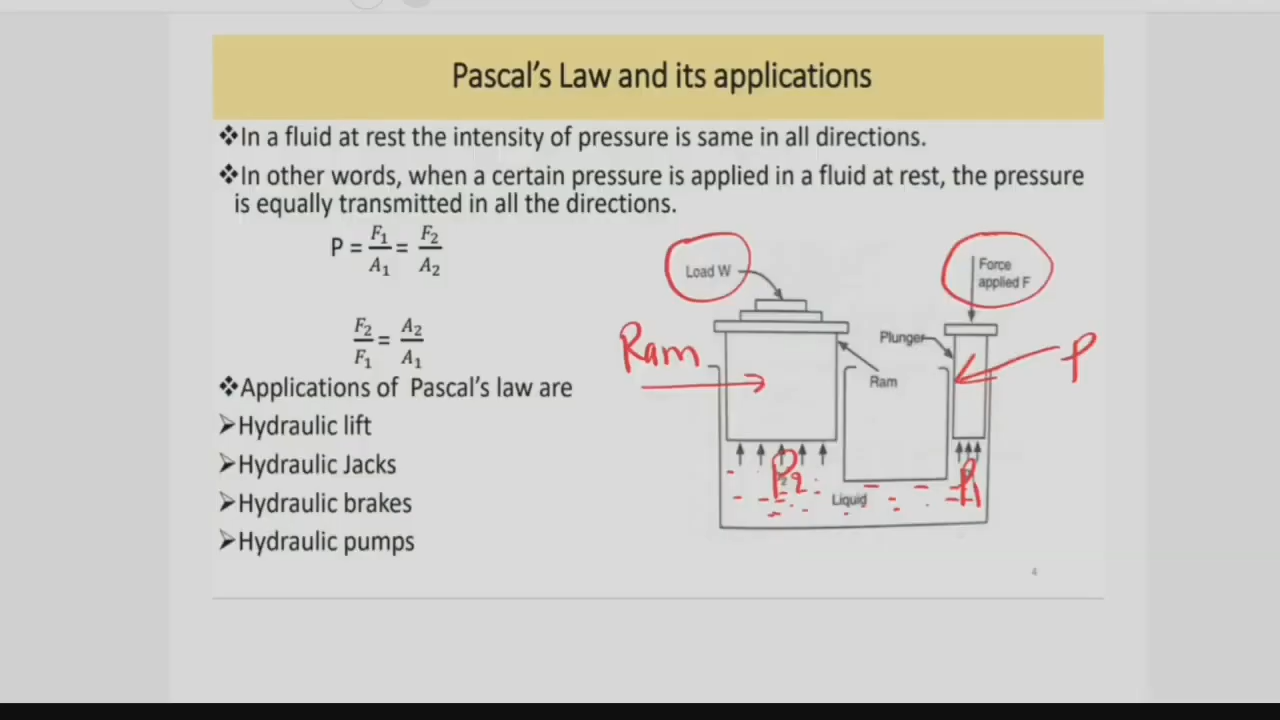 Pascal's Law and its applications
❖In a fluid at rest the intensity of pressure is same in all directions.
❖In other words, when a certain pressure is applied in a fluid at rest, the pressure
is equally transmitted in all the directions.
P = F₁/A₁ = F₂/A₂
F₂/F₁ = A₂/A₁
❖Applications of Pascal's law are
➢Hydraulic lift
➢Hydraulic Jacks
➢Hydraulic brakes
➢Hydraulic pumps
Load W
Force
applied F
Ram
Plunger
P
Ram
P₂
P₁
Liquid
4